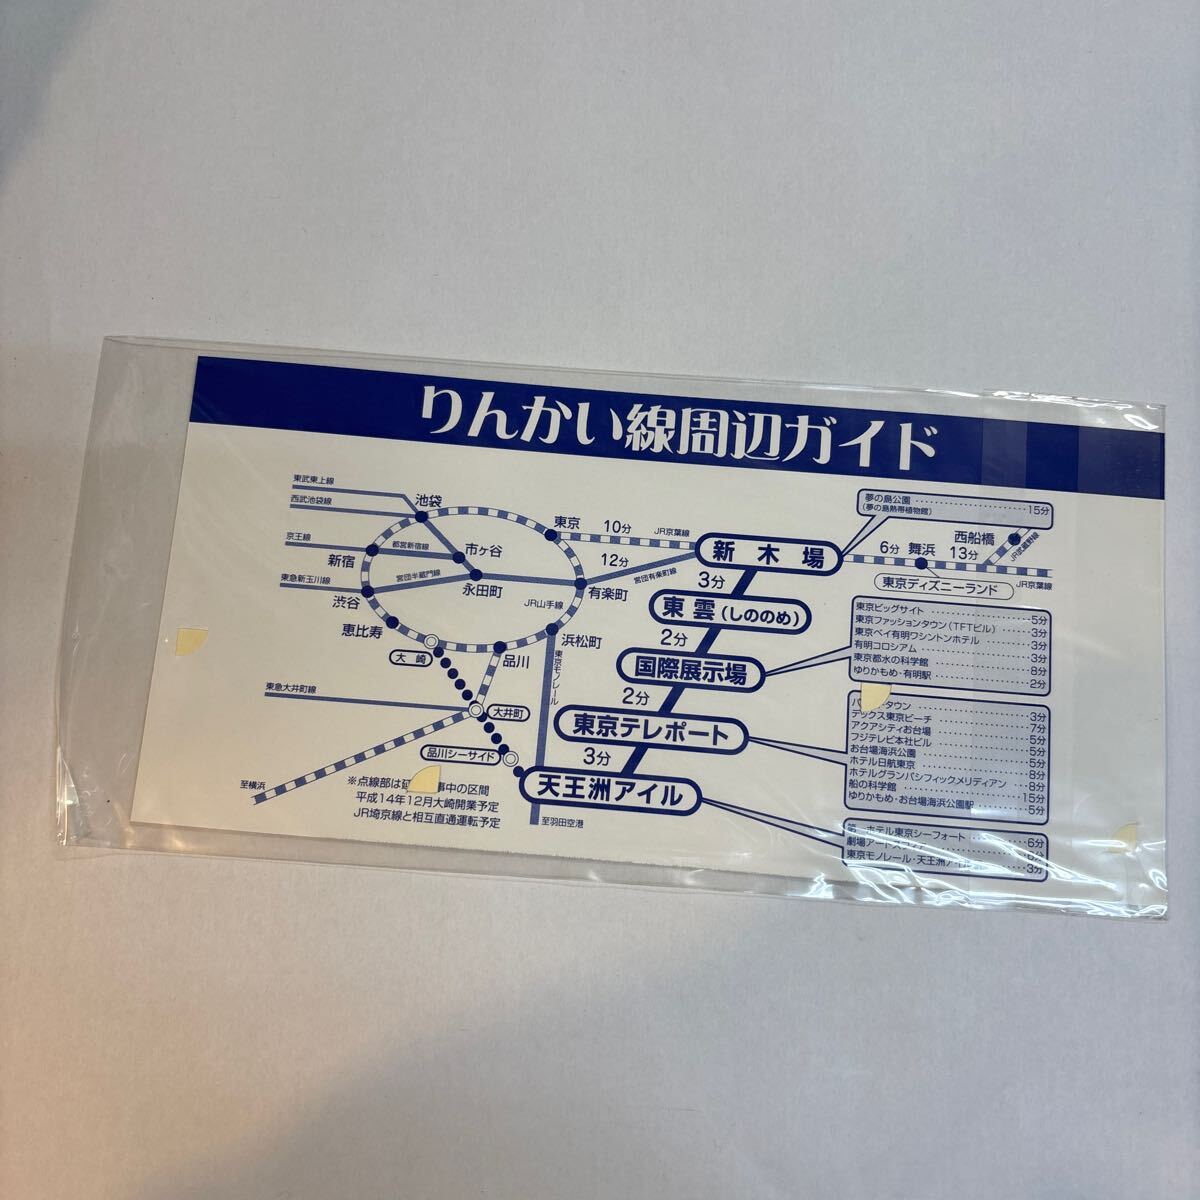 りんかい線周辺ガイド
東武東上線
西武池袋線
京王線
東急新玉川線
東急大井町線
至横浜
池袋
新宿
渋谷
恵比寿
大崎
品川
大井町
品川シーサイド
都営新宿線
営団半蔵門線
市ヶ谷
永田町
JR山手線
東京
有楽町
浜松町
東京モノレール
至羽田空港
10分
JR京葉線
12分
営団有楽町線
新木場
3分
東雲(しののめ)
2分
国際展示場
2分
東京テレポート
3分
天王洲アイル
※点線部は
中の区間
平成14年12月大崎開業予定
JR埼京線と相互直通運転予定
夢の島公園 15分
(夢の島熱帯植物館)
6分
舞浜
13分
西船橋
JR武蔵野線
JR京葉線
東京ディズニーランド
東京ビッグサイト 5分
東京ファッションタウン(TFTビル) 3分
東京ベイ有明ワシントンホテル 3分
有明コロシアム 8分
東京都水の科学館 8分
ゆりかもめ・有明駅 2分
タウン 3分
デックス東京ビーチ 7分
アクアシティお台場 5分
フジテレビ本社ビル 5分
お台場海浜公園 5分
ホテル日航東京 8分
ホテルグランパシフィックメリディアン 8分
船の科学館 15分
ゆりかもめ・お台場海浜公園駅 5分
ホテル東京シーフォート 6分
劇場アートスフィア
東京モノレール・天王洲アイル 3分